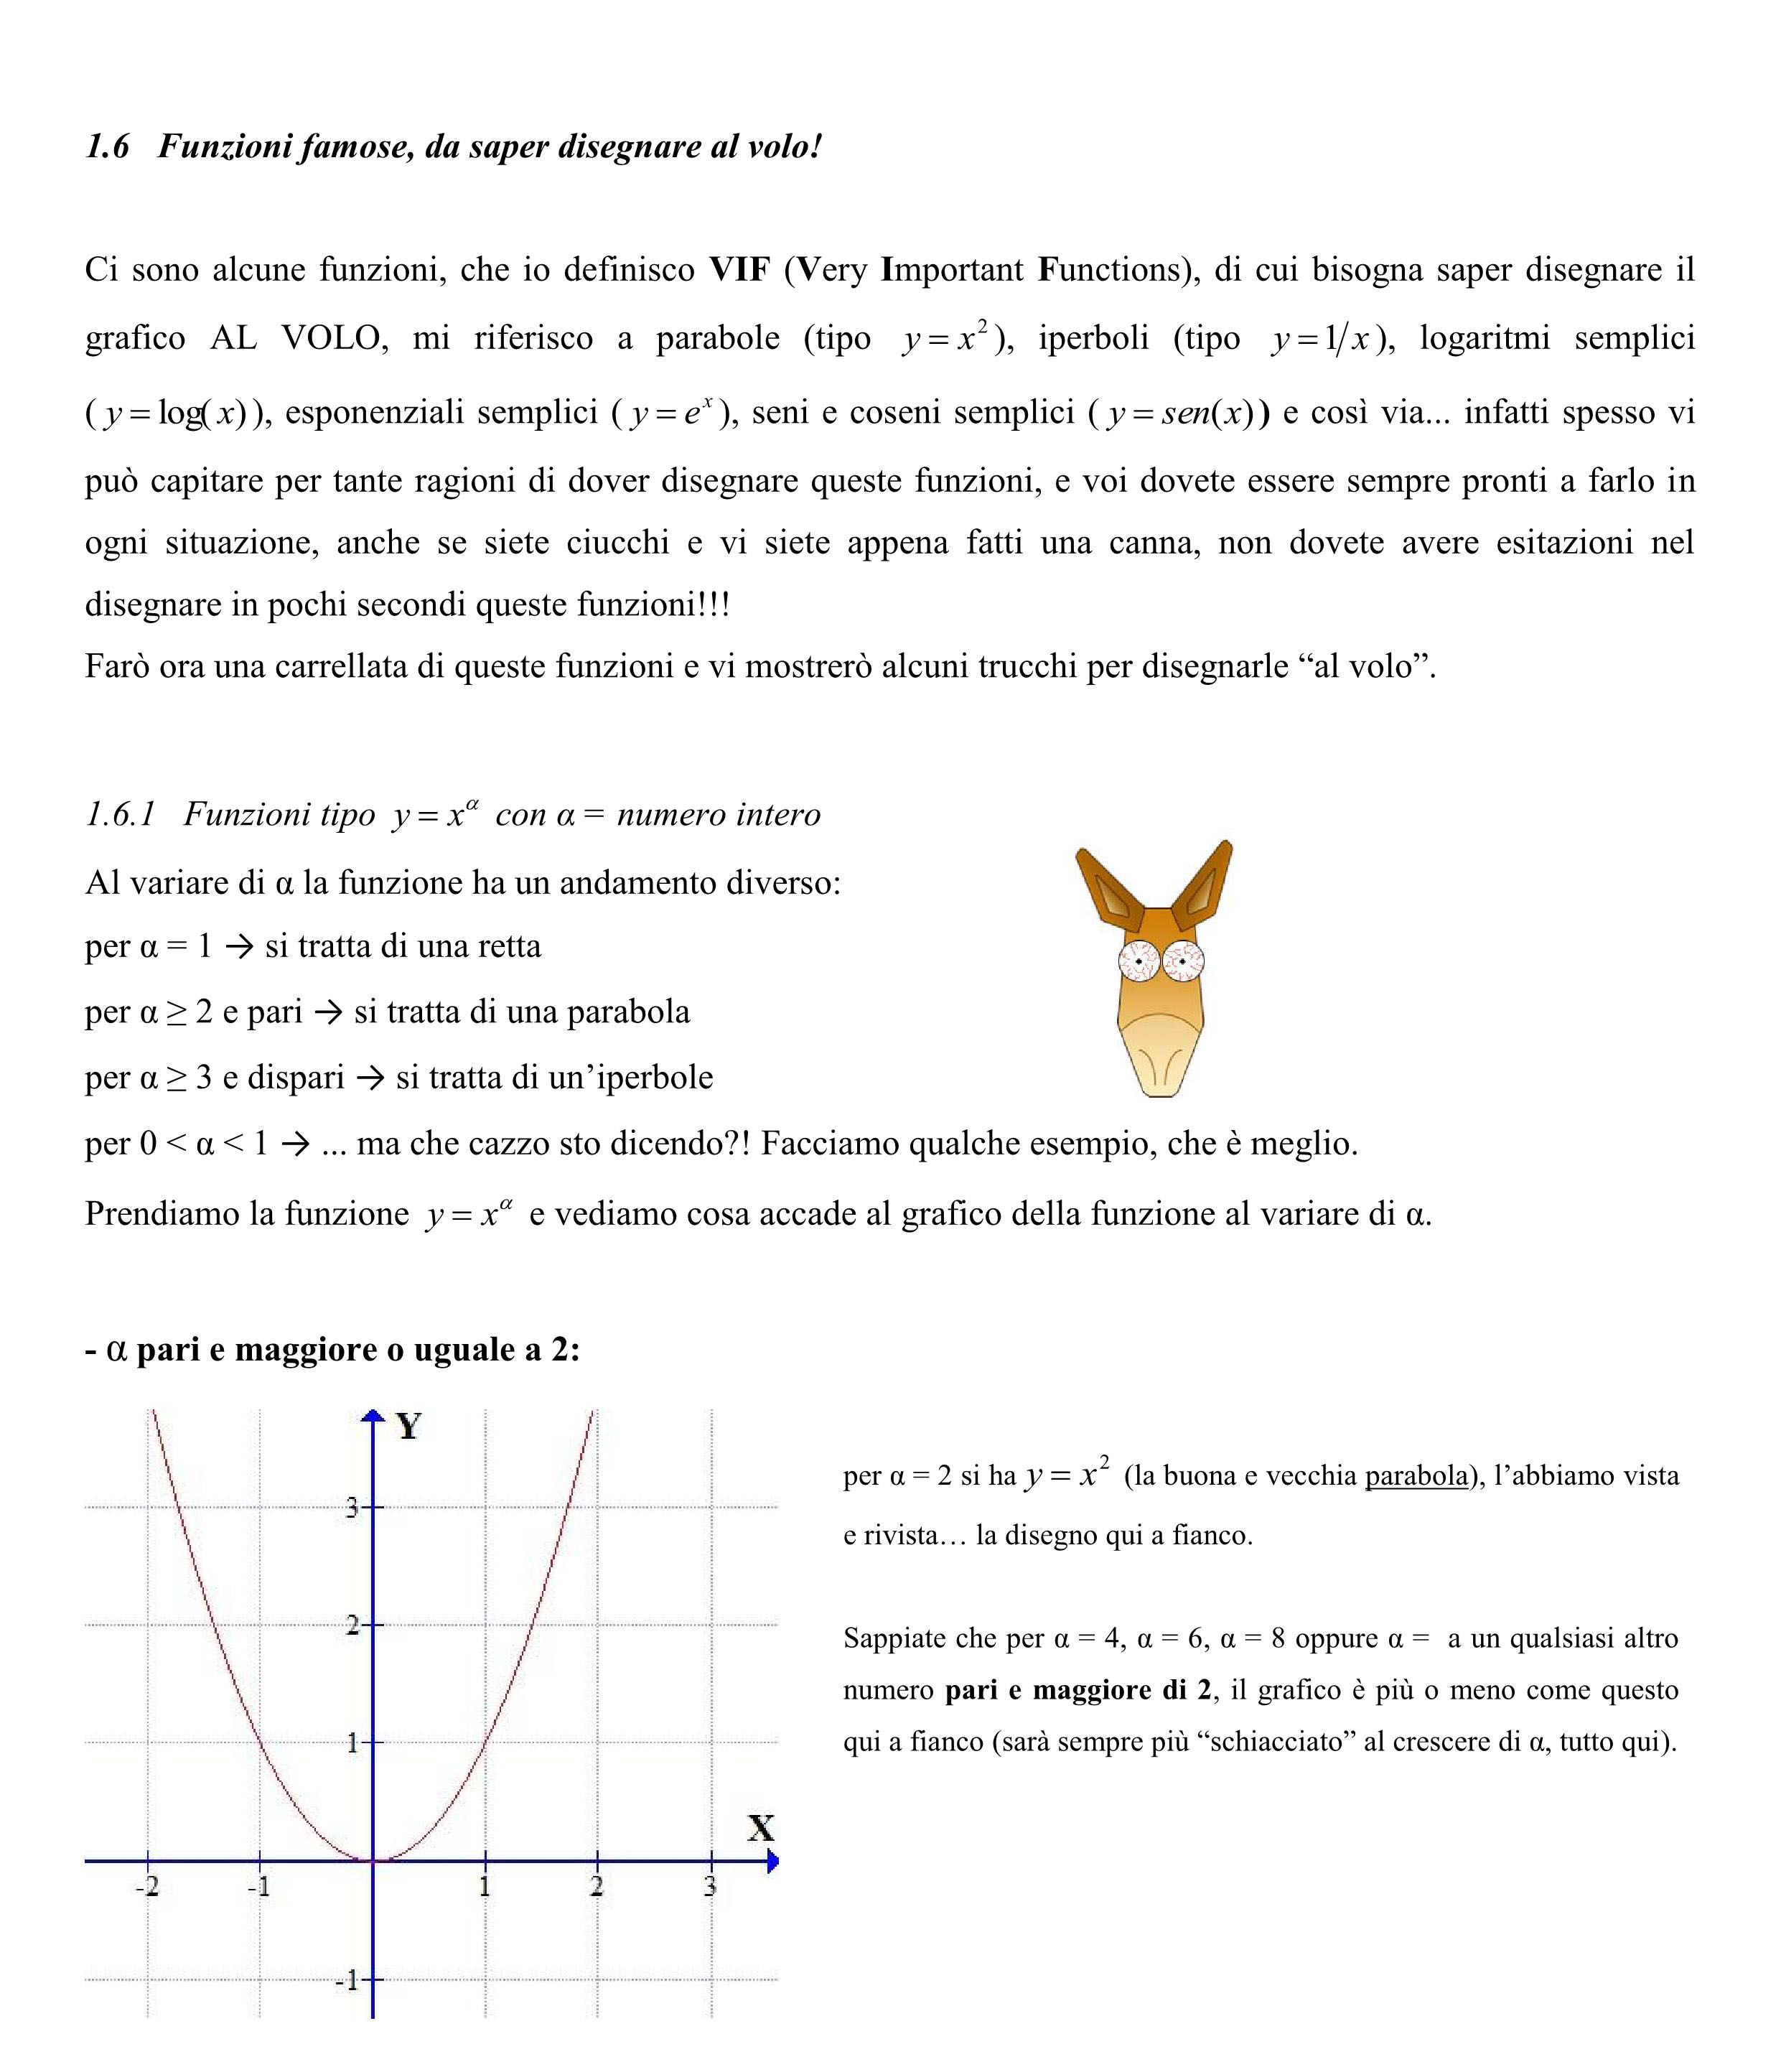 1.6 Funzioni famose, da saper disegnare al volo!
Ci sono alcune funzioni, che io definisco VIF (Very Important Functions), di cui bisogna saper disegnare il
grafico AL VOLO, mi riferisco a parabole (tipo y = x²), iperboli (tipo y = 1/x), logaritmi semplici
( y = log(x)), esponenziali semplici ( y = eˣ), seni e coseni semplici ( y = sen(x)) e così via... infatti spesso vi
può capitare per tante ragioni di dover disegnare queste funzioni, e voi dovete essere sempre pronti a farlo in
ogni situazione, anche se siete ciucchi e vi siete appena fatti una canna, non dovete avere esitazioni nel
disegnare in pochi secondi queste funzioni!!!
Farò ora una carrellata di queste funzioni e vi mostrerò alcuni trucchi per disegnarle “al volo”.
1.6.1 Funzioni tipo y = x^α con α = numero intero
Al variare di α la funzione ha un andamento diverso:
per α = 1 → si tratta di una retta
per α ≥ 2 e pari → si tratta di una parabola
per α ≥ 3 e dispari → si tratta di un’iperbole
per 0 < α < 1 → ... ma che cazzo sto dicendo?! Facciamo qualche esempio, che è meglio.
Prendiamo la funzione y = x^α e vediamo cosa accade al grafico della funzione al variare di α.
- α pari e maggiore o uguale a 2:
Y
3
2
1
X
-2 -1 1 2 3
-1
per α = 2 si ha y = x² (la buona e vecchia parabola), l’abbiamo vista
e rivista… la disegno qui a fianco.
Sappiate che per α = 4, α = 6, α = 8 oppure α = a un qualsiasi altro
numero pari e maggiore di 2, il grafico è più o meno come questo
qui a fianco (sarà sempre più “schiacciato” al crescere di α, tutto qui).